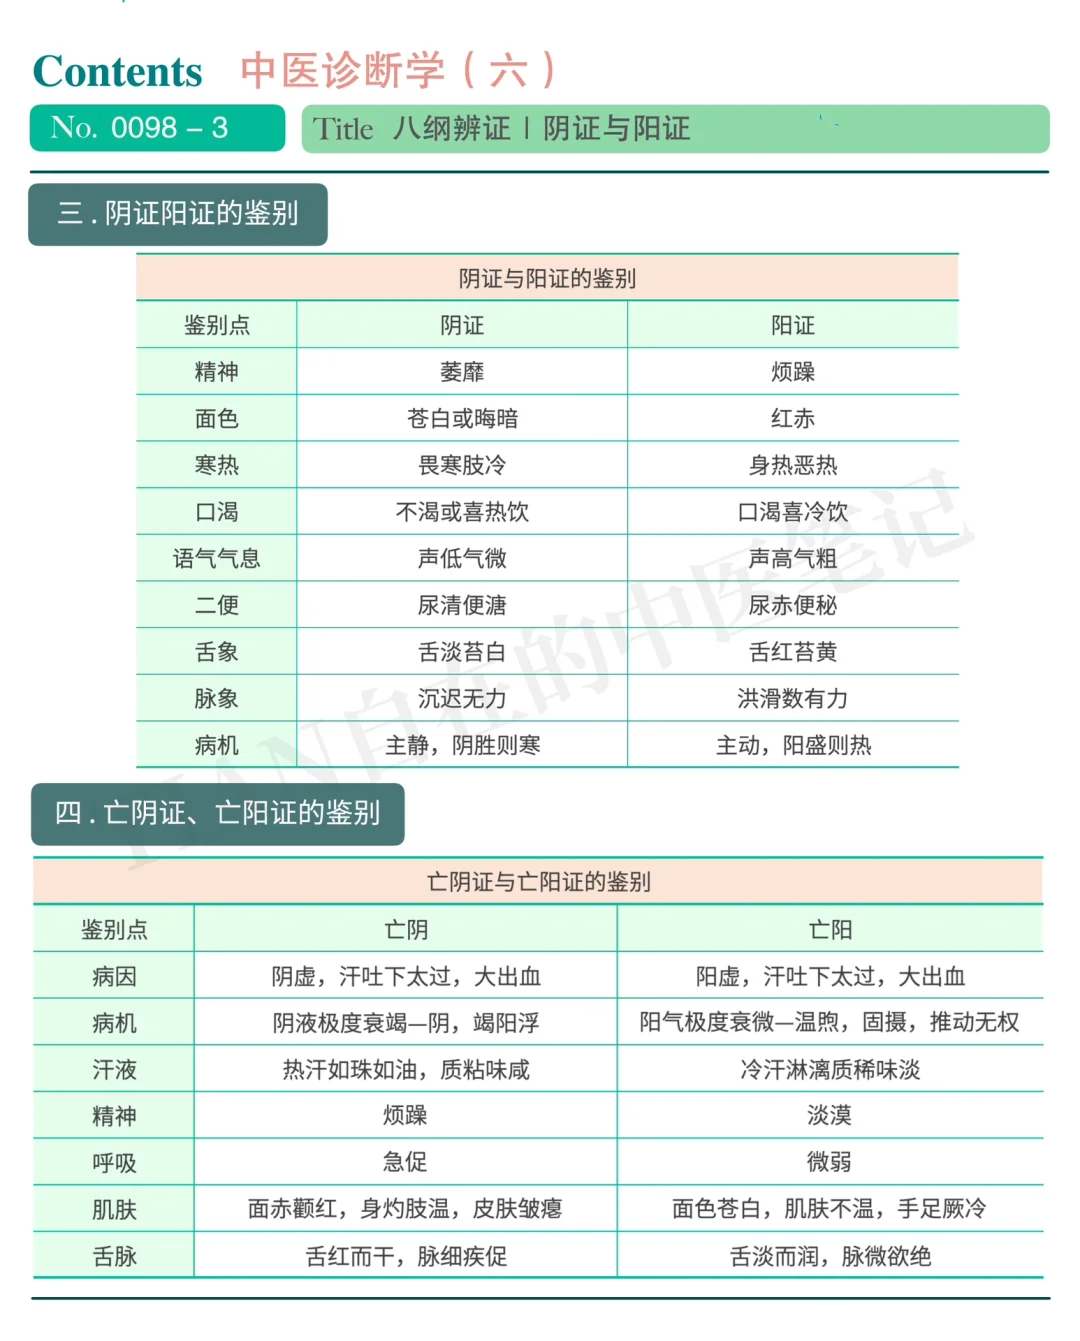 Contents 中医诊断学（六）
No. 0098 – 3 Title 八纲辨证 | 阴证与阳证
三 . 阴证阳证的鉴别
阴证与阳证的鉴别
鉴别点 阴证 阳证
精神 萎靡 烦躁
面色 苍白或晦暗 红赤
寒热 畏寒肢冷 身热恶热
口渴 不渴或喜热饮 口渴喜冷饮
语气气息 声低气微 声高气粗
二便 尿清便溏 尿赤便秘
舌象 舌淡苔白 舌红苔黄
脉象 沉迟无力 洪滑数有力
病机 主静，阴胜则寒 主动，阳盛则热
四 . 亡阴证、亡阳证的鉴别
亡阴证与亡阳证的鉴别
鉴别点 亡阴 亡阳
病因 阴虚，汗吐下太过，大出血 阳虚，汗吐下太过，大出血
病机 阴液极度衰竭—阴，竭阳浮 阳气极度衰微—温煦，固摄，推动无权
汗液 热汗如珠如油，质粘味咸 冷汗淋漓质稀味淡
精神 烦躁 淡漠
呼吸 急促 微弱
肌肤 面赤颧红，身灼肢温，皮肤皱瘪 面色苍白，肌肤不温，手足厥冷
舌脉 舌红而干，脉细疾促 舌淡而润，脉微欲绝
自在的中医笔记